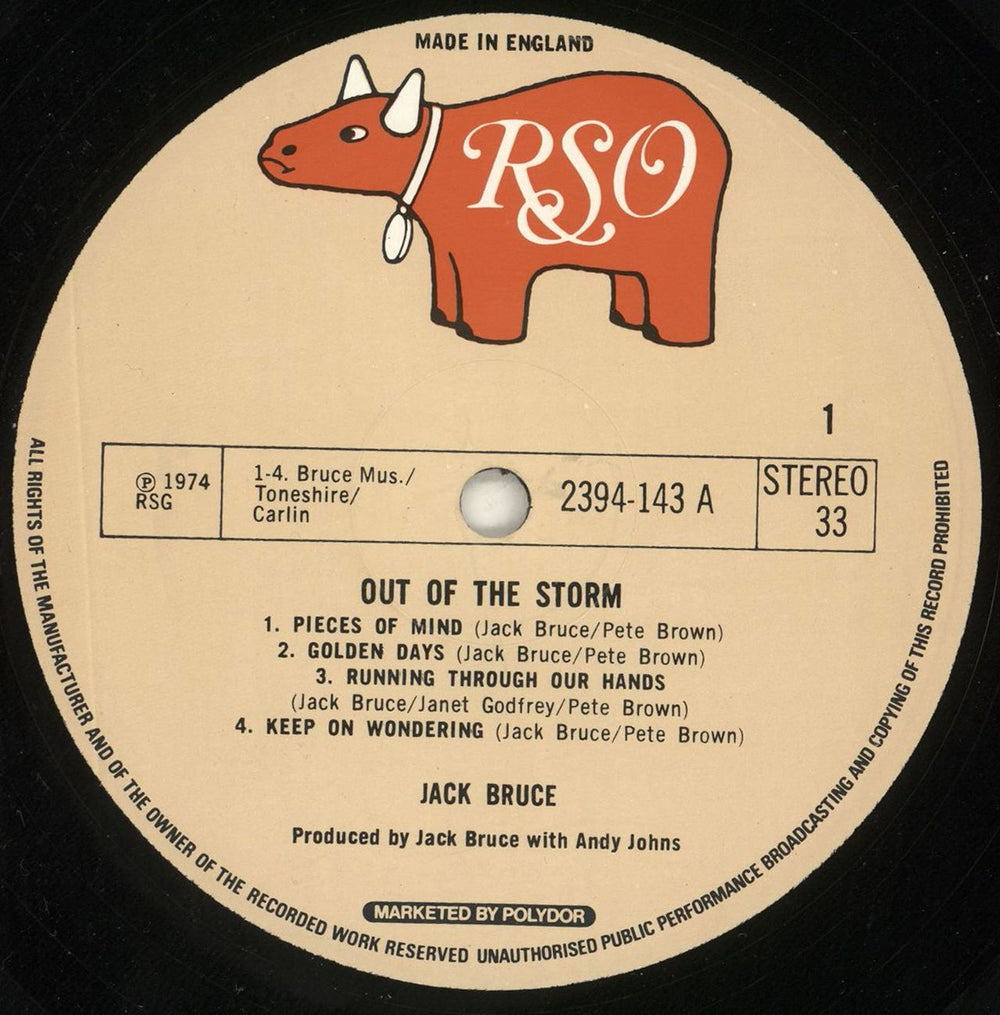 MADE IN ENGLAND
RSO
1
℗ 1974
RSG
1-4. Bruce Mus./
Toneshire/
Carlin
2394-143 A
STEREO
33
OUT OF THE STORM
1. PIECES OF MIND (Jack Bruce/Pete Brown)
2. GOLDEN DAYS (Jack Bruce/Pete Brown)
3. RUNNING THROUGH OUR HANDS
(Jack Bruce/Janet Godfrey/Pete Brown)
4. KEEP ON WONDERING (Jack Bruce/Pete Brown)
JACK BRUCE
Produced by Jack Bruce with Andy Johns
MARKETED BY POLYDOR
ALL RIGHTS OF THE MANUFACTURER AND OF THE OWNER OF THE RECORDED WORK RESERVED UNAUTHORISED PUBLIC PERFORMANCE BROADCASTING AND COPYING OF THIS RECORD PROHIBITED